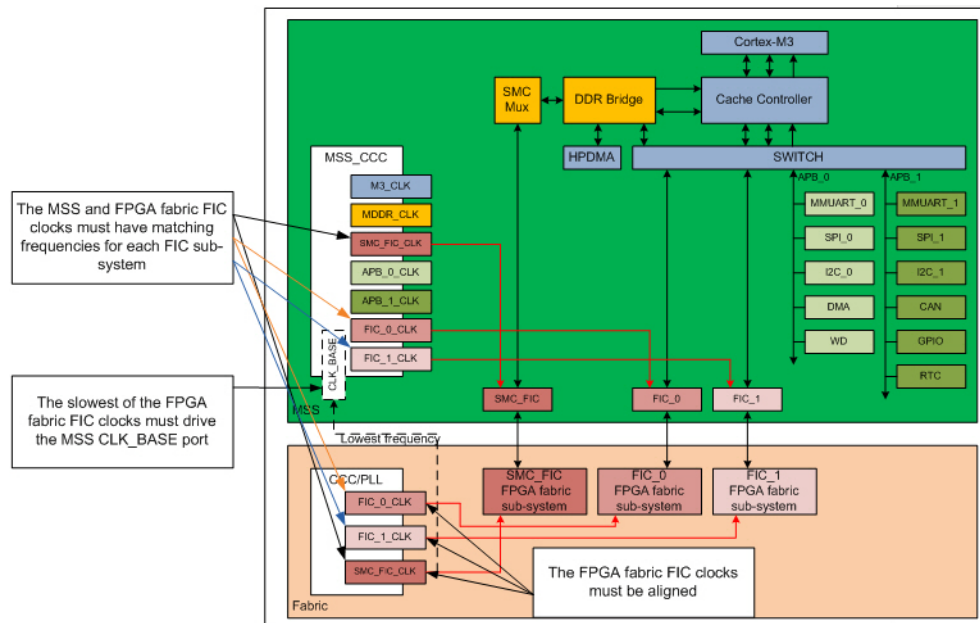 Cortex-M3
SMC
Mux
DDR Bridge
Cache Controller
HPDMA
SWITCH
MSS_CCC
M3_CLK
MDDR_CLK
SMC_FIC_CLK
APB_0_CLK
APB_1_CLK
FIC_0_CLK
FIC_1_CLK
CLK_BASE
APB_0
APB_1
MMUART_0
MMUART_1
SPI_0
SPI_1
I2C_0
I2C_1
DMA
CAN
WD
GPIO
RTC
The MSS and FPGA fabric FIC
clocks must have matching
frequencies for each FIC sub-
system
The slowest of the FPGA
fabric FIC clocks must drive
the MSS CLK_BASE port
MSS
SMC_FIC
FIC_0
FIC_1
Lowest frequency
CCC/PLL
FIC_0_CLK
FIC_1_CLK
SMC_FIC_CLK
SMC_FIC
FPGA fabric
sub-system
FIC_0
FPGA fabric
sub-system
FIC_1
FPGA fabric
sub-system
The FPGA fabric FIC clocks
must be aligned
Fabric